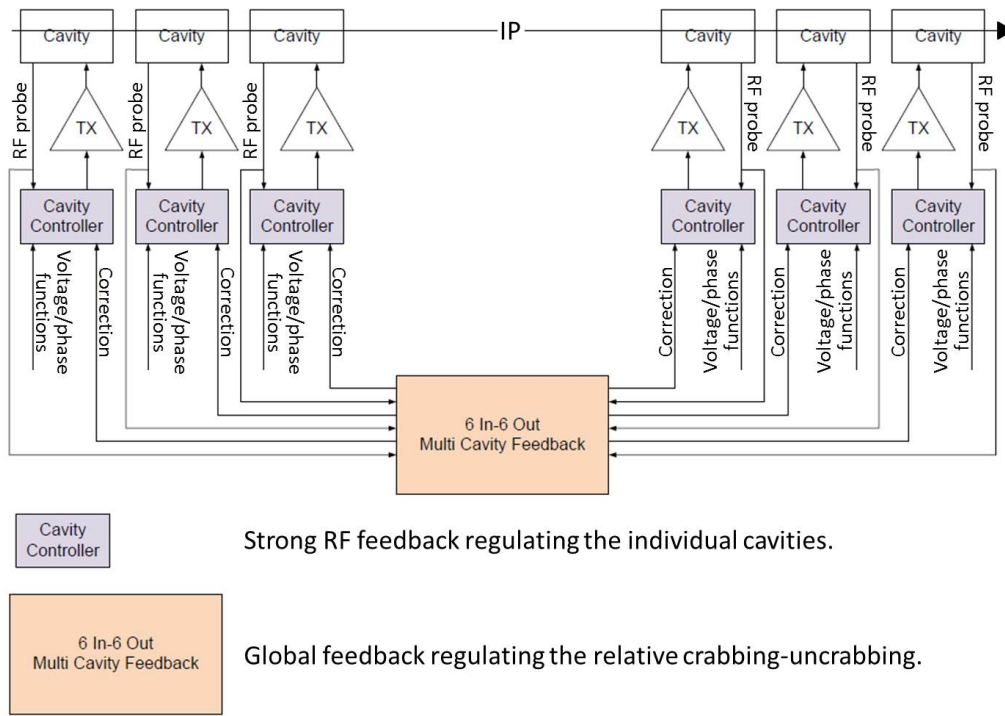 Cavity
Cavity
Cavity
IP
Cavity
Cavity
Cavity
RF probe
TX
RF probe
TX
RF probe
TX
TX
RF probe
TX
RF probe
TX
RF probe
Cavity
Controller
Cavity
Controller
Cavity
Controller
Cavity
Controller
Cavity
Controller
Cavity
Controller
Voltage/phase
functions
Correction
Voltage/phase
functions
Correction
Voltage/phase
functions
Correction
Correction
Voltage/phase
functions
Correction
Voltage/phase
functions
Correction
Voltage/phase
functions
6 In-6 Out
Multi Cavity Feedback
Cavity
Controller
Strong RF feedback regulating the individual cavities.
6 In-6 Out
Multi Cavity Feedback
Global feedback regulating the relative crabbing-uncrabbing.